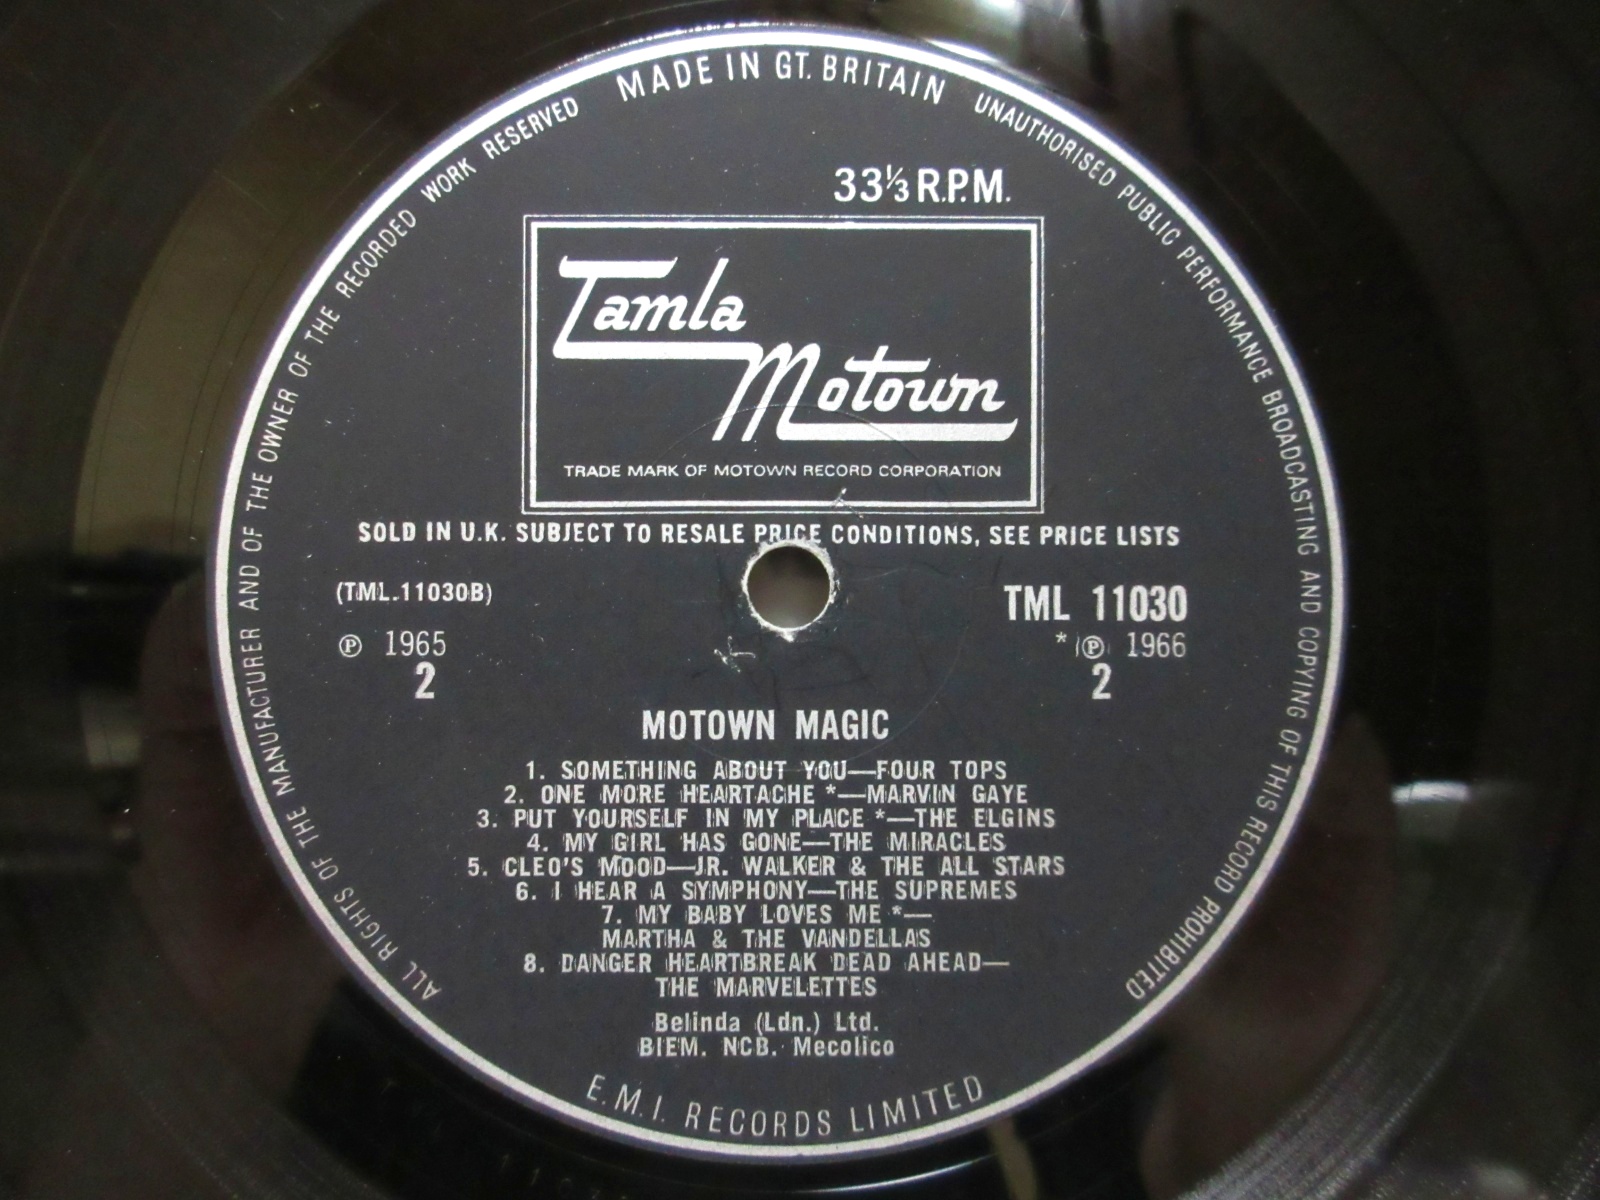 MADE IN GT. BRITAIN
UNAUTHORISED PUBLIC PERFORMANCE BROADCASTING AND COPYING OF THIS RECORD PROHIBITED
ALL RIGHTS OF THE MANUFACTURER AND OF THE OWNER OF THE RECORDED WORK RESERVED
33⅓ R.P.M.
Tamla
Motown
TRADE MARK OF MOTOWN RECORD CORPORATION
SOLD IN U.K. SUBJECT TO RESALE PRICE CONDITIONS, SEE PRICE LISTS
(TML.11030B)
TML 11030
℗ 1965
* ℗ 1966
2
2
MOTOWN MAGIC
1. SOMETHING ABOUT YOU—FOUR TOPS
2. ONE MORE HEARTACHE *—MARVIN GAYE
3. PUT YOURSELF IN MY PLACE *—THE ELGINS
4. MY GIRL HAS GONE—THE MIRACLES
5. CLEO'S MOOD—JR. WALKER & THE ALL STARS
6. I HEAR A SYMPHONY—THE SUPREMES
7. MY BABY LOVES ME *—
MARTHA & THE VANDELLAS
8. DANGER HEARTBREAK DEAD AHEAD—
THE MARVELETTES
Belinda (Ldn.) Ltd.
BIEM. NCB. Mecolico
E.M.I. RECORDS LIMITED